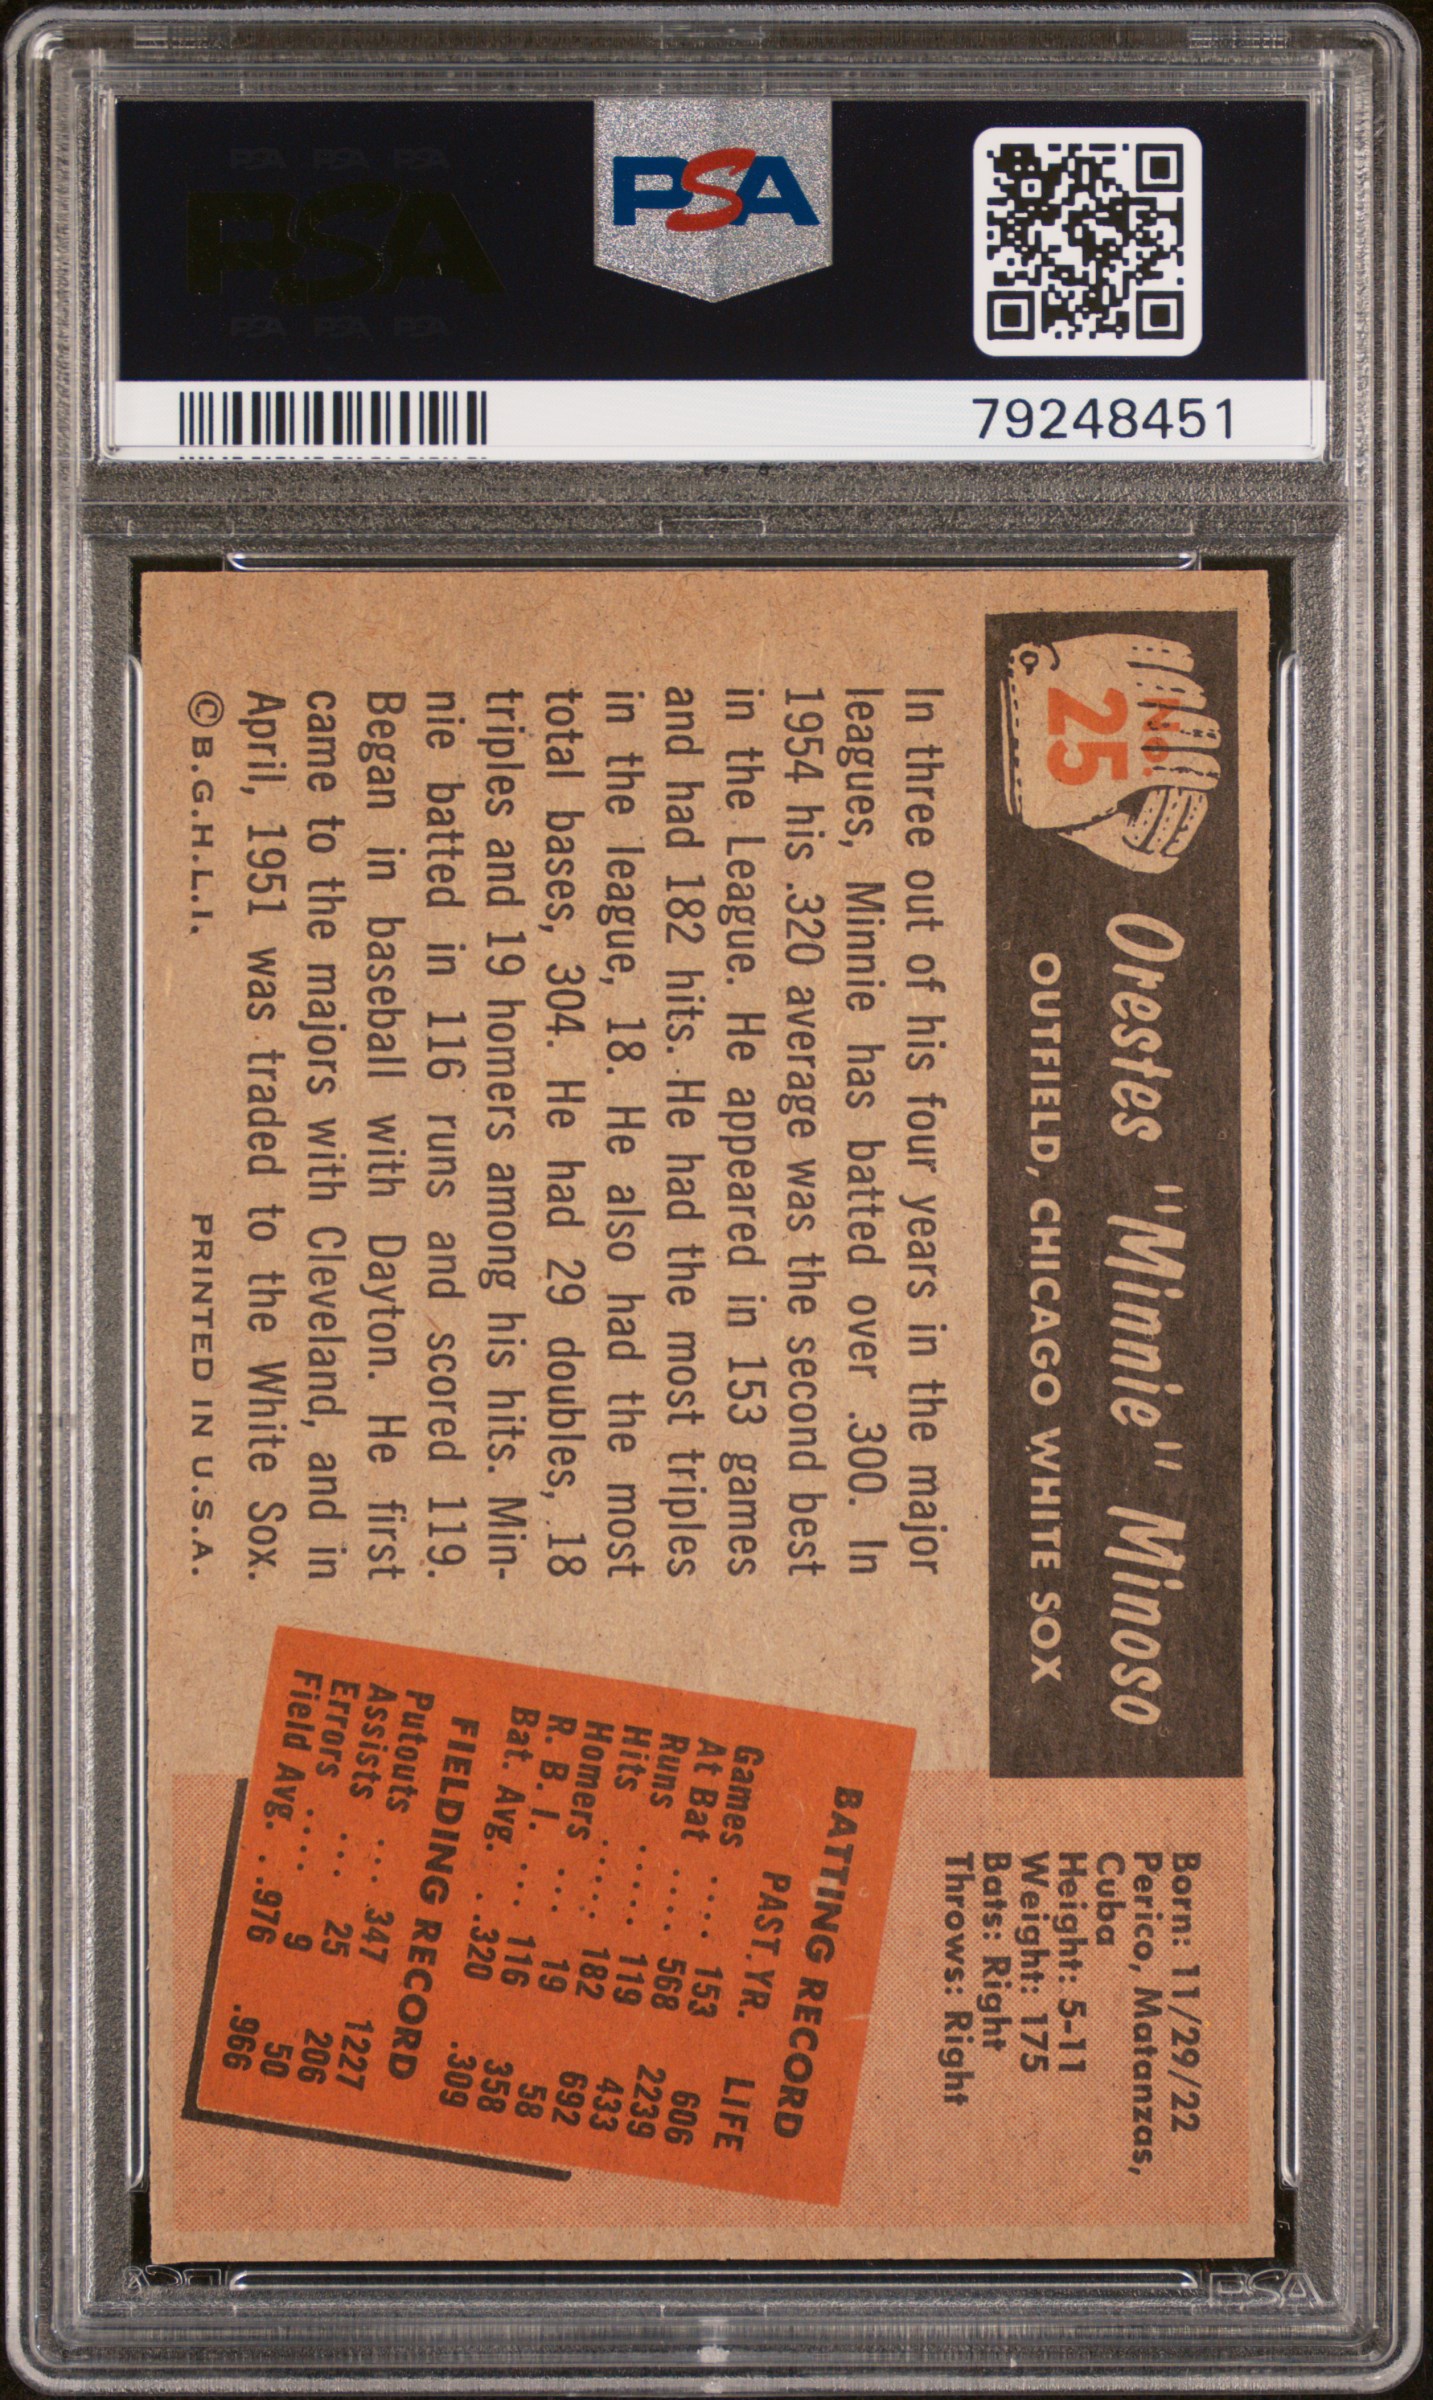 PSA PSA PSA
PSA
PSA PSA PSA
PSA
79248451
No.
25
Orestes "Minnie" Minoso
OUTFIELD, CHICAGO WHITE SOX
In three out of his four years in the major
leagues, Minnie has batted over .300. In
1954 his .320 average was the second best
in the League. He appeared in 153 games
and had 182 hits. He had the most triples
in the league, 18. He also had the most
total bases, 304. He had 29 doubles, 18
triples and 19 homers among his hits. Min-
nie batted in 116 runs and scored 119.
Began in baseball with Dayton. He first
came to the majors with Cleveland, and in
April, 1951 was traded to the White Sox.
©B.G.H.L.I. PRINTED IN U.S.A.
Born: 11/29/22
Perico, Matanzas,
Cuba
Height: 5-11
Weight: 175
Bats: Right
Throws: Right
BATTING RECORD
PAST. YR. LIFE
Games .... 153 606
At Bat .... 568 2239
Runs ..... 119 433
Hits ..... 182 692
Homers ... 19 58
R. B. I. ... 116 358
Bat. Avg. ..320 .309
FIELDING RECORD
Putouts ... 347 1227
Assists ... 25 206
Errors .... 9 50
Field Avg. ..976 .966
PSA
PSA